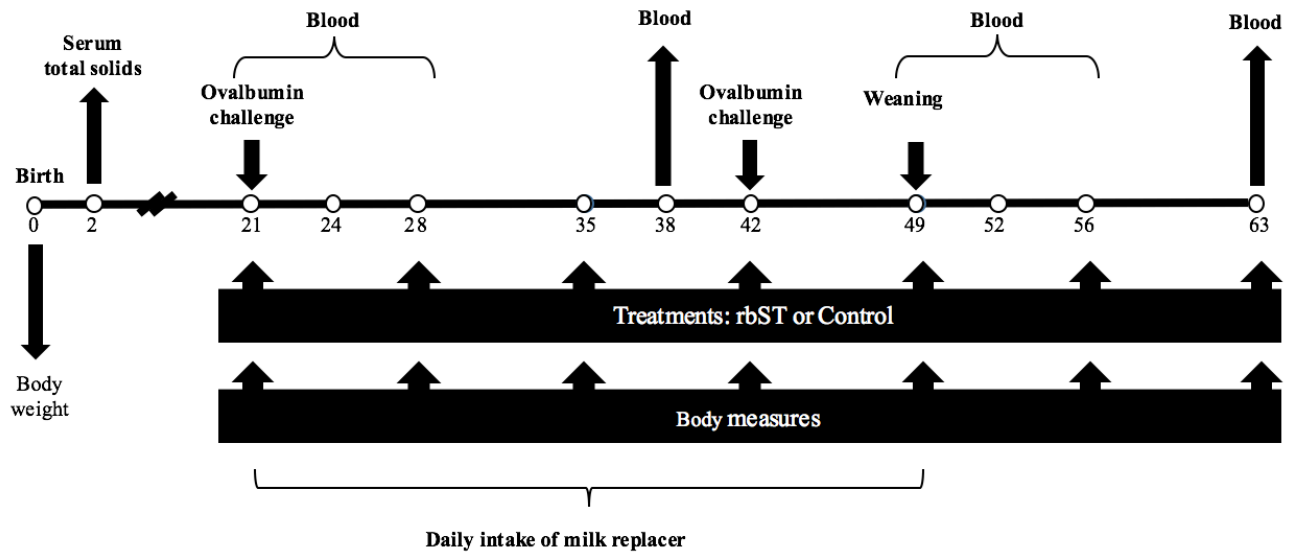 Blood
Blood
Blood
Blood
Serum
total solids
Ovalbumin
challenge
Ovalbumin
challenge
Weaning
Birth
0
2
21
24
28
35
38
42
49
52
56
63
Treatments: rbST or Control
Body
weight
Body measures
Daily intake of milk replacer